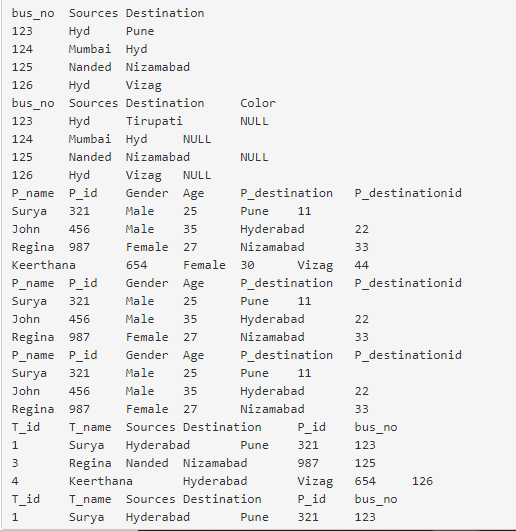 bus_no Sources Destination
123 Hyd Pune
124 Mumbai Hyd
125 Nanded Nizamabad
126 Hyd Vizag
bus_no Sources Destination Color
123 Hyd Tirupati NULL
124 Mumbai Hyd NULL
125 Nanded Nizamabad NULL
126 Hyd Vizag NULL
P_name P_id Gender Age P_destination P_destinationid
Surya 321 Male 25 Pune 11
John 456 Male 35 Hyderabad 22
Regina 987 Female 27 Nizamabad 33
Keerthana 654 Female 30 Vizag 44
P_name P_id Gender Age P_destination P_destinationid
Surya 321 Male 25 Pune 11
John 456 Male 35 Hyderabad 22
Regina 987 Female 27 Nizamabad 33
P_name P_id Gender Age P_destination P_destinationid
Surya 321 Male 25 Pune 11
John 456 Male 35 Hyderabad 22
Regina 987 Female 27 Nizamabad 33
T_id T_name Sources Destination P_id bus_no
1 Surya Hyderabad Pune 321 123
3 Regina Nanded Nizamabad 987 125
4 Keerthana Hyderabad Vizag 654 126
T_id T_name Sources Destination P_id bus_no
1 Surya Hyderabad Pune 321 123